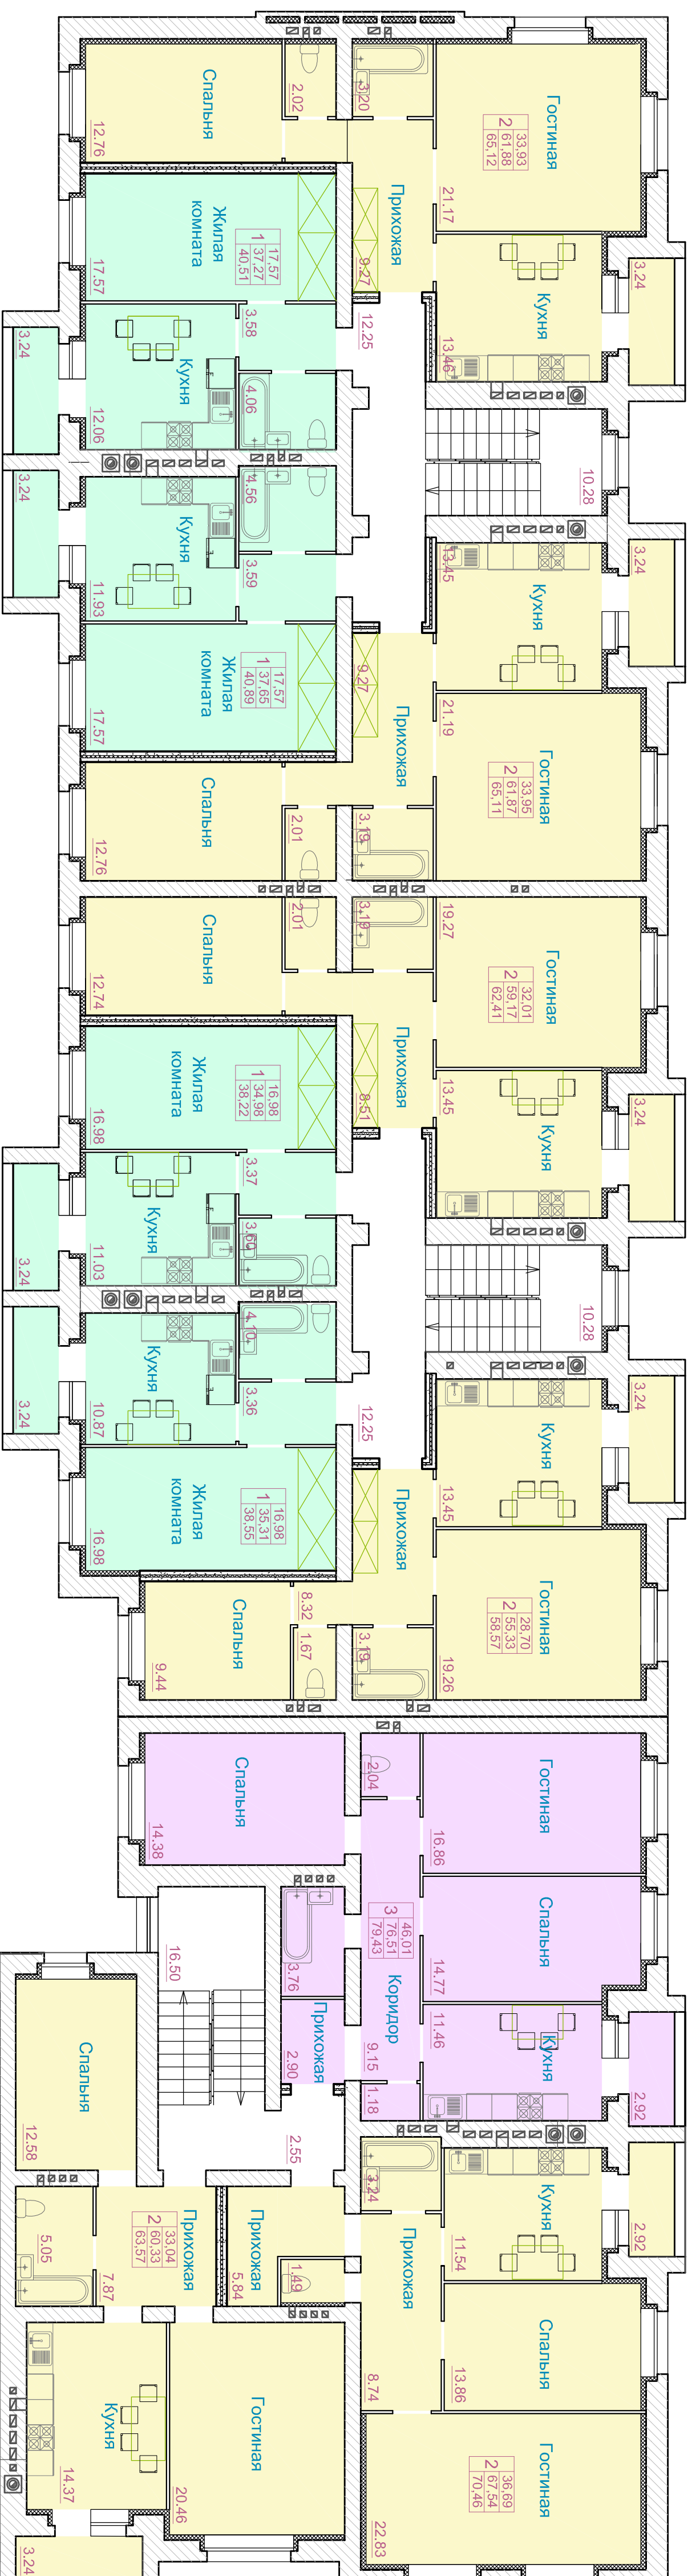 Спальня
12.76
2.02
3.20
Гостиная
2
33,93
61,88
65,12
21.17
Прихожая
9.27
Жилая
комната
1
17,57
37,27
40,51
17.57
3.58
12.25
Кухня
13.46
3.24
3.24
Кухня
12.06
4.06
10.28
3.24
Кухня
11.93
4.56
3.59
Кухня
13.45
3.24
Жилая
комната
1
17,57
37,65
40,89
17.57
9.27
Прихожая
21.19
Гостиная
2
33,95
61,87
65,11
Спальня
12.76
2.01
3.19
Спальня
12.74
2.01
3.19
19.27
Гостиная
2
32,01
59,17
62,41
Прихожая
8.51
Жилая
комната
1
16,98
34,98
38,22
16.98
3.37
13.45
Кухня
3.24
Кухня
11.03
3.24
3.60
10.28
Кухня
10.87
3.24
4.10
3.36
12.25
Кухня
13.45
3.24
Жилая
комната
1
16,98
35,31
38,55
16.98
Прихожая
8.32
Гостиная
2
28,70
55,33
58,57
19.26
Спальня
9.44
1.67
3.19
Спальня
14.38
2.04
Гостиная
16.86
3
46,01
76,51
79,43
Спальня
14.77
16.50
3.76
Коридор
9.15
Прихожая
2.90
11.46
Кухня
2.92
1.18
Спальня
12.58
2.55
3.24
Кухня
11.54
2.92
5.05
Прихожая
2
33,04
60,33
63,57
7.87
Прихожая
5.84
1.49
Прихожая
8.74
Спальня
13.86
Кухня
14.37
Гостиная
20.46
Гостиная
2
36,69
67,54
70,46
22.83
3.24